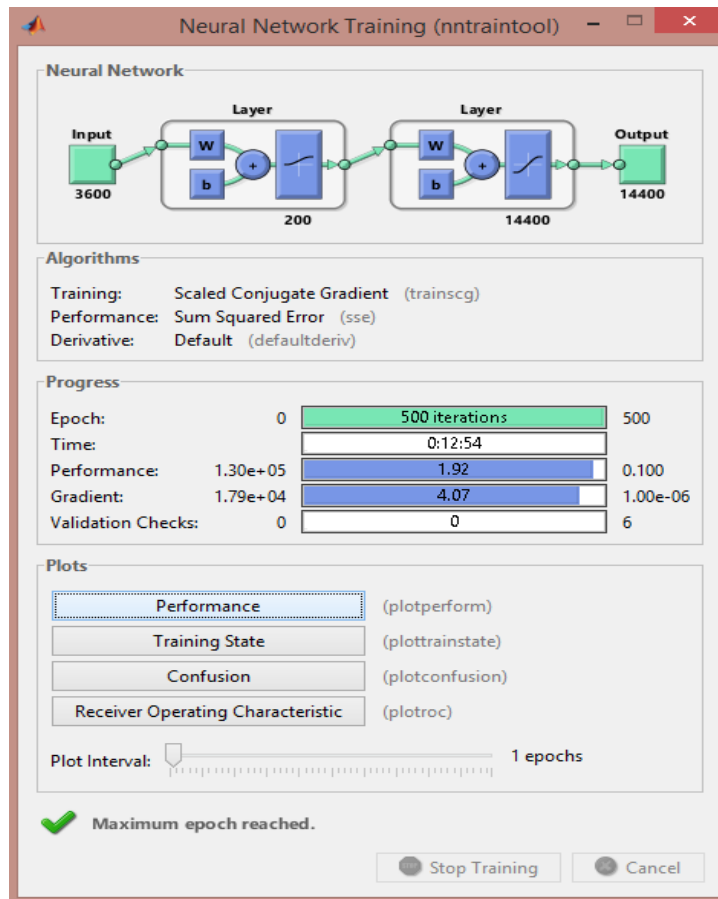 Neural Network Training (nntraintool)
Neural Network
Layer Layer
Input Output
W W
+ +
b b
3600 14400
200 14400
Algorithms
Training: Scaled Conjugate Gradient (trainscg)
Performance: Sum Squared Error (sse)
Derivative: Default (defaultderiv)
Progress
Epoch: 0 500 iterations 500
Time: 0:12:54
Performance: 1.30e+05 1.92 0.100
Gradient: 1.79e+04 4.07 1.00e-06
Validation Checks: 0 0 6
Plots
Performance (plotperform)
Training State (plottrainstate)
Confusion (plotconfusion)
Receiver Operating Characteristic (plotroc)
Plot Interval: 1 epochs
Maximum epoch reached.
Stop Training Cancel